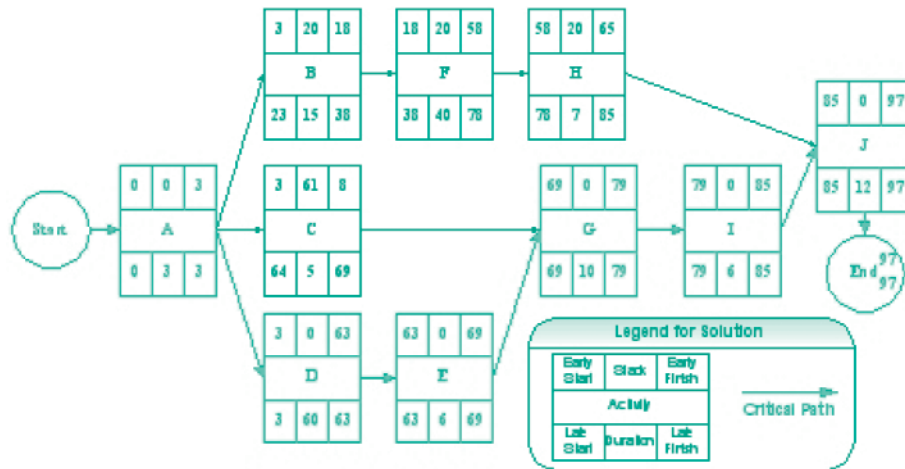 3 20 18
B
23 15 38
18 20 58
F
38 40 78
58 20 65
H
78 7 85
85 0 97
J
85 12 97
Start
0 0 3
A
0 3 3
3 61 8
C
64 5 69
69 0 79
G
69 10 79
79 0 85
I
79 6 85
End 97
97
3 0 63
D
3 60 63
63 0 69
E
63 6 69
Legend for Solution
Early
Start
Slack
Early
Finish
Activity
Late
Start
Duration
Late
Finish
Critical Path